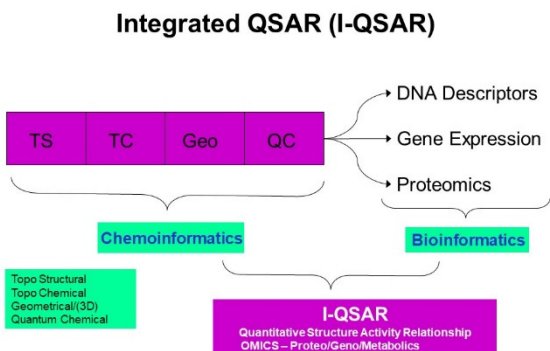 Integrated QSAR (I-QSAR)
TS TC Geo QC
DNA Descriptors
Gene Expression
Proteomics
Chemoinformatics
Bioinformatics
Topo Structural
Topo Chemical
Geometrical/(3D)
Quantum Chemical
I-QSAR
Quantitative Structure Activity Relationship
OMICS – Proteo/Geno/Metabolics